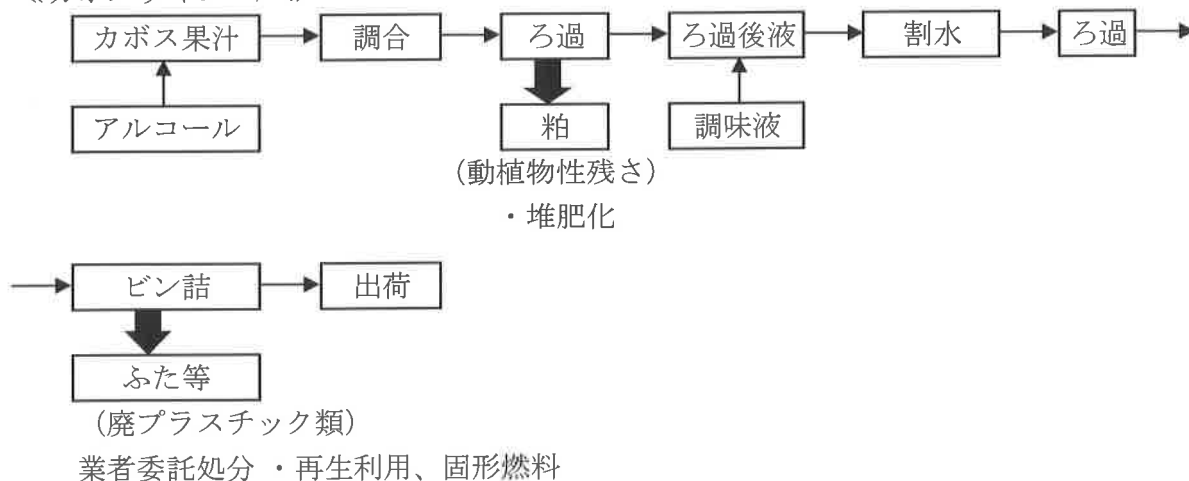 カボス果汁 調合 ろ過 ろ過後液 割水 ろ過
アルコール 粕 調味液
(動植物性残さ)
・堆肥化
ビン詰 出荷
ふた等
(廃プラスチック類)
業者委託処分 ・再生利用、固形燃料